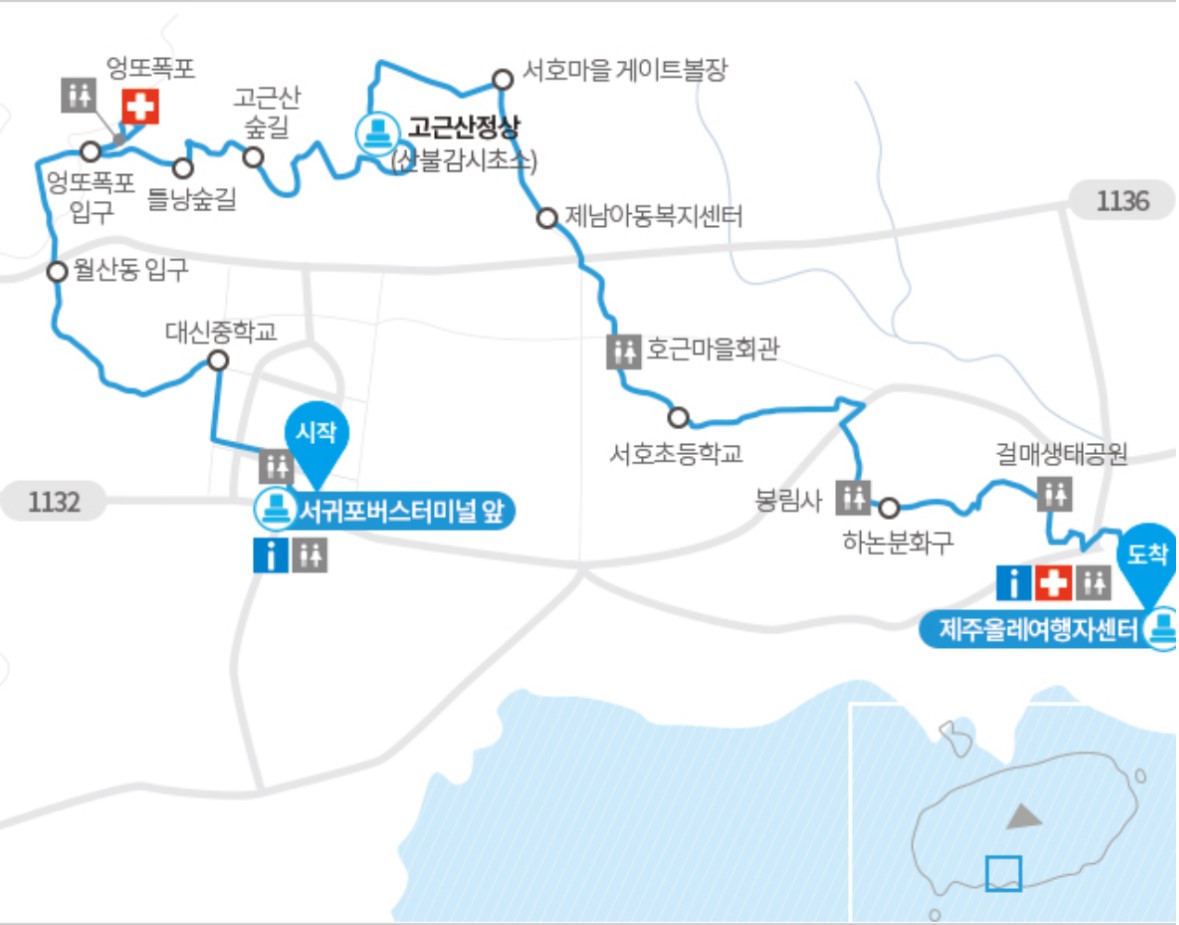 엉또폭포
서호마을 게이트볼장
고근산
숲길
고근산정상
(산불감시초소)
엉또폭포
입구
틀낭숲길
제남아동복지센터
1136
월산동 입구
대신중학교
호근마을회관
시작
서호초등학교
걸매생태공원
1132
서귀포버스터미널 앞
봉림사
하논분화구
도착
제주올레여행자센터